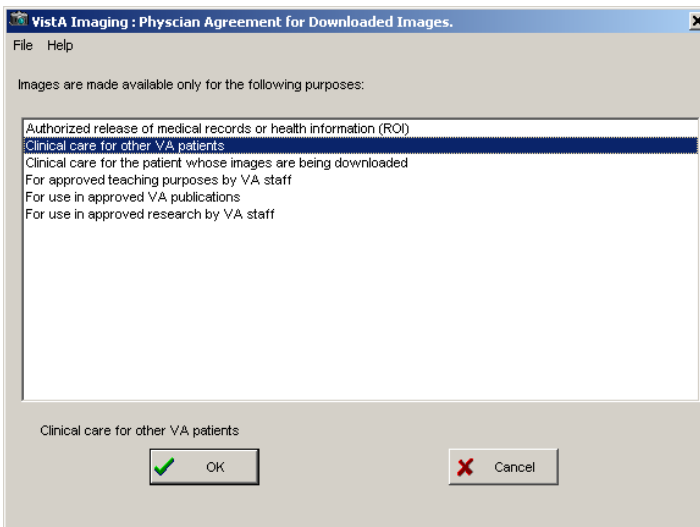 VistA Imaging : Physcian Agreement for Downloaded Images.
File Help
Images are made available only for the following purposes:
Authorized release of medical records or health information (ROI)
Clinical care for other VA patients
Clinical care for the patient whose images are being downloaded
For approved teaching purposes by VA staff
For use in approved VA publications
For use in approved research by VA staff
Clinical care for other VA patients
OK Cancel